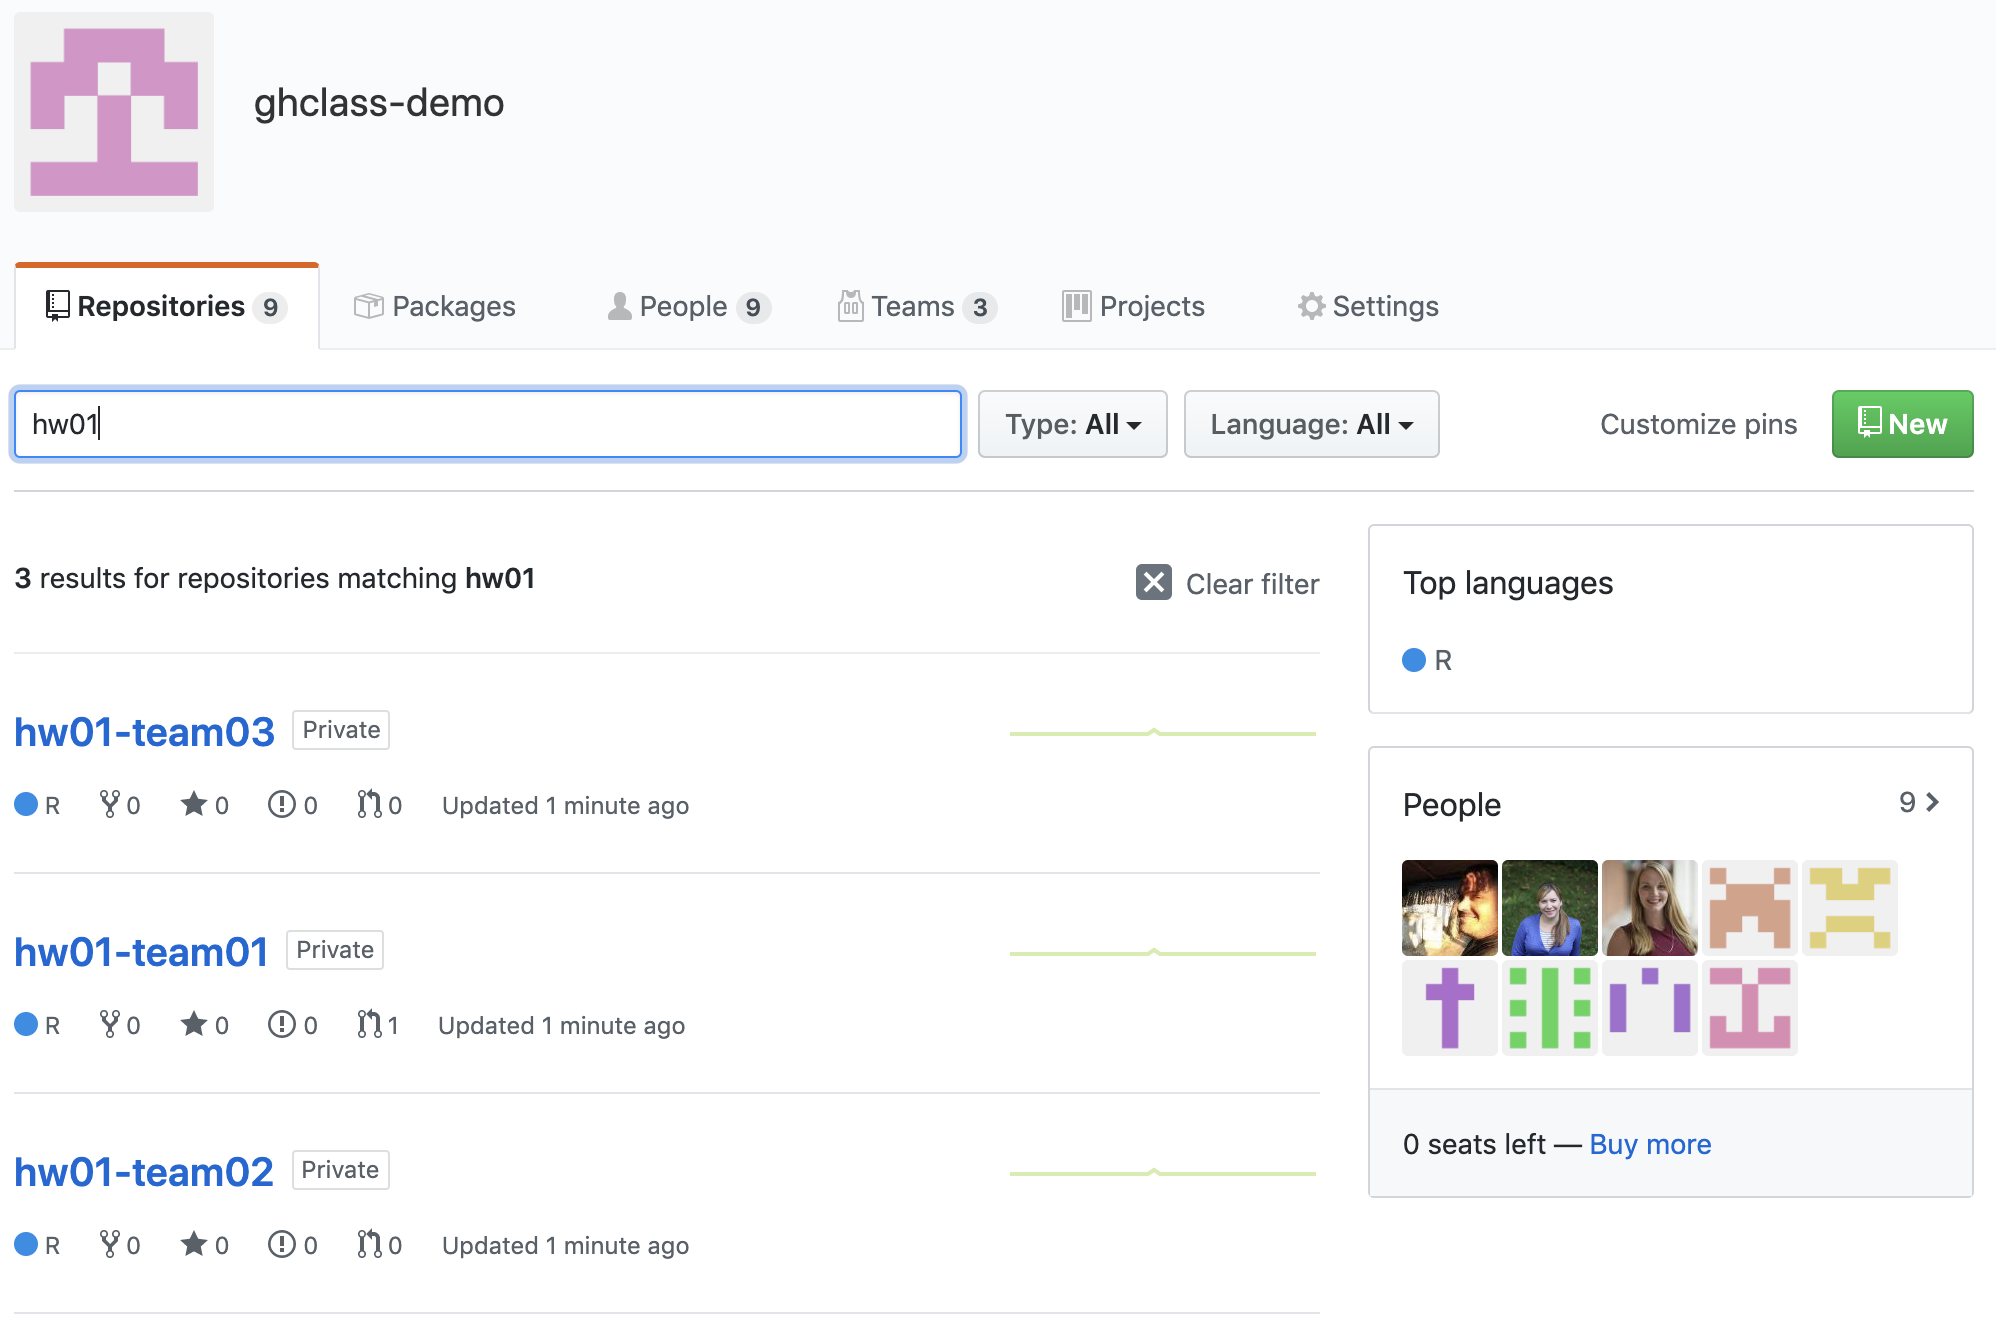 ghclass-demo
Repositories 9
Packages
People 9
Teams 3
Projects
Settings
hw01
Type: All
Language: All
Customize pins
New
3 results for repositories matching hw01
Clear filter
hw01-team03 Private
R 0 0 0 0 Updated 1 minute ago
hw01-team01 Private
R 0 0 0 1 Updated 1 minute ago
hw01-team02 Private
R 0 0 0 0 Updated 1 minute ago
Top languages
R
People 9
0 seats left — Buy more